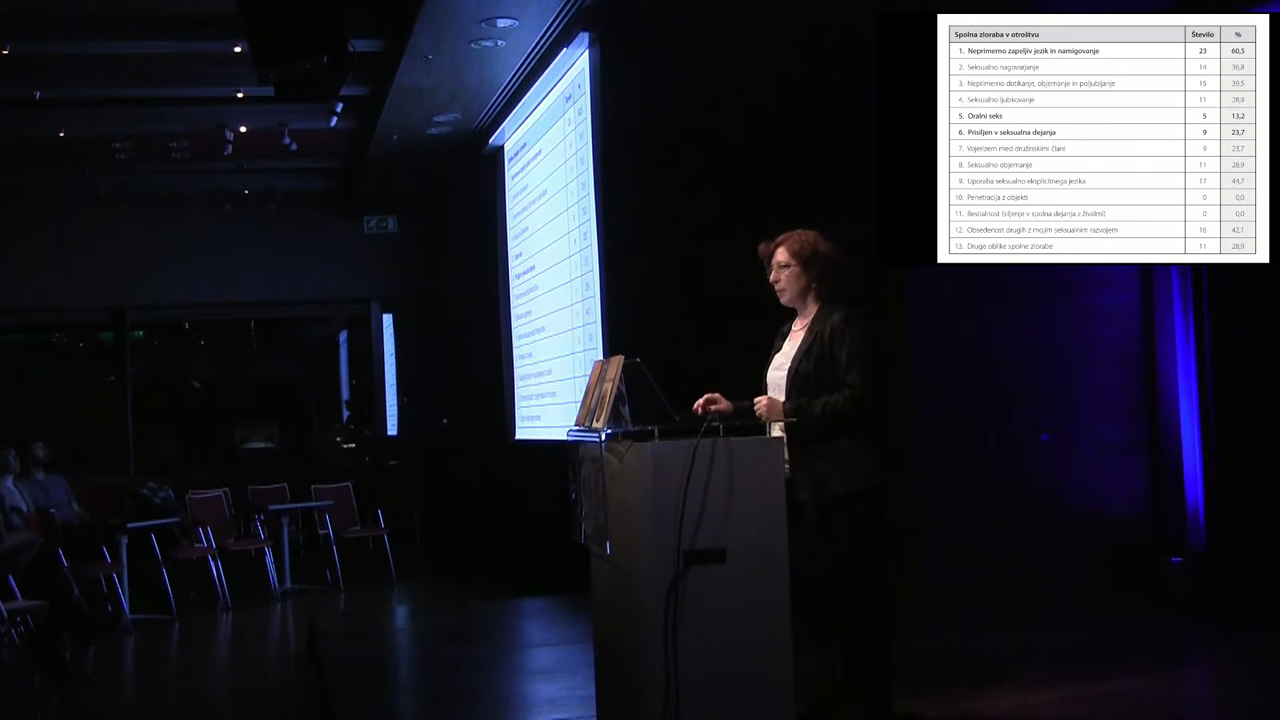 Spolna zloraba v otroštvu Število %
1. Neprimerno zapeljiv jezik in namigovanje 23 60,5
2. Seksualno nagovarjanje 14 36,8
3. Neprimerno dotikanje, objemanje in poljubljanje 15 39,5
4. Seksualno ljubkovanje 11 28,9
5. Oralni seks 5 13,2
6. Prisiljen v seksualna dejanja 9 23,7
7. Vojerizem med družinskimi člani 9 23,7
8. Seksualno objemanje 11 28,9
9. Uporaba seksualno eksplicitnega jezika 17 44,7
10. Penetracija z objekti 0 0,0
11. Bestialnost (siljenje v spolna dejanja z živalmi) 0 0,0
12. Obsedenost drugih z mojim seksualnim razvojem 16 42,1
13. Druge oblike spolne zlorabe 11 28,9